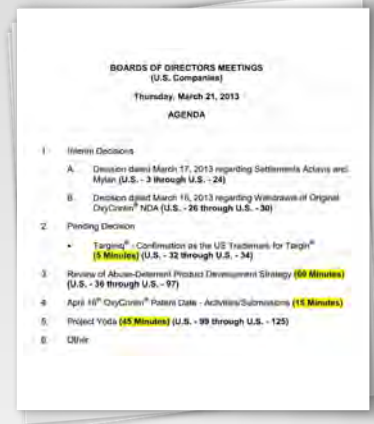 BOARDS OF DIRECTORS MEETINGS
(U.S. Companies)
Thursday, March 21, 2013
AGENDA
1. Interim Decisions
A. Decision dated March 17, 2013 regarding Settlements Actavis and
Mylan (U.S. - 3 through U.S. - 24)
B. Decision dated March 16, 2013 regarding Withdrawal of Original
OxyContin® NDA (U.S. - 26 through U.S. - 30)
2. Pending Decision
• Targiniq® - Confirmation as the US Trademark for Targin®
(5 Minutes) (U.S. - 32 through U.S. - 34)
3. Review of Abuse-Deterrent Product Development Strategy (60 Minutes)
(U.S. - 36 through U.S. - 97)
4. April 16th OxyContin® Patent Date - Activities/Submissions (15 Minutes)
5. Project Yoda (45 Minutes) (U.S. - 99 through U.S. - 125)
6. Other